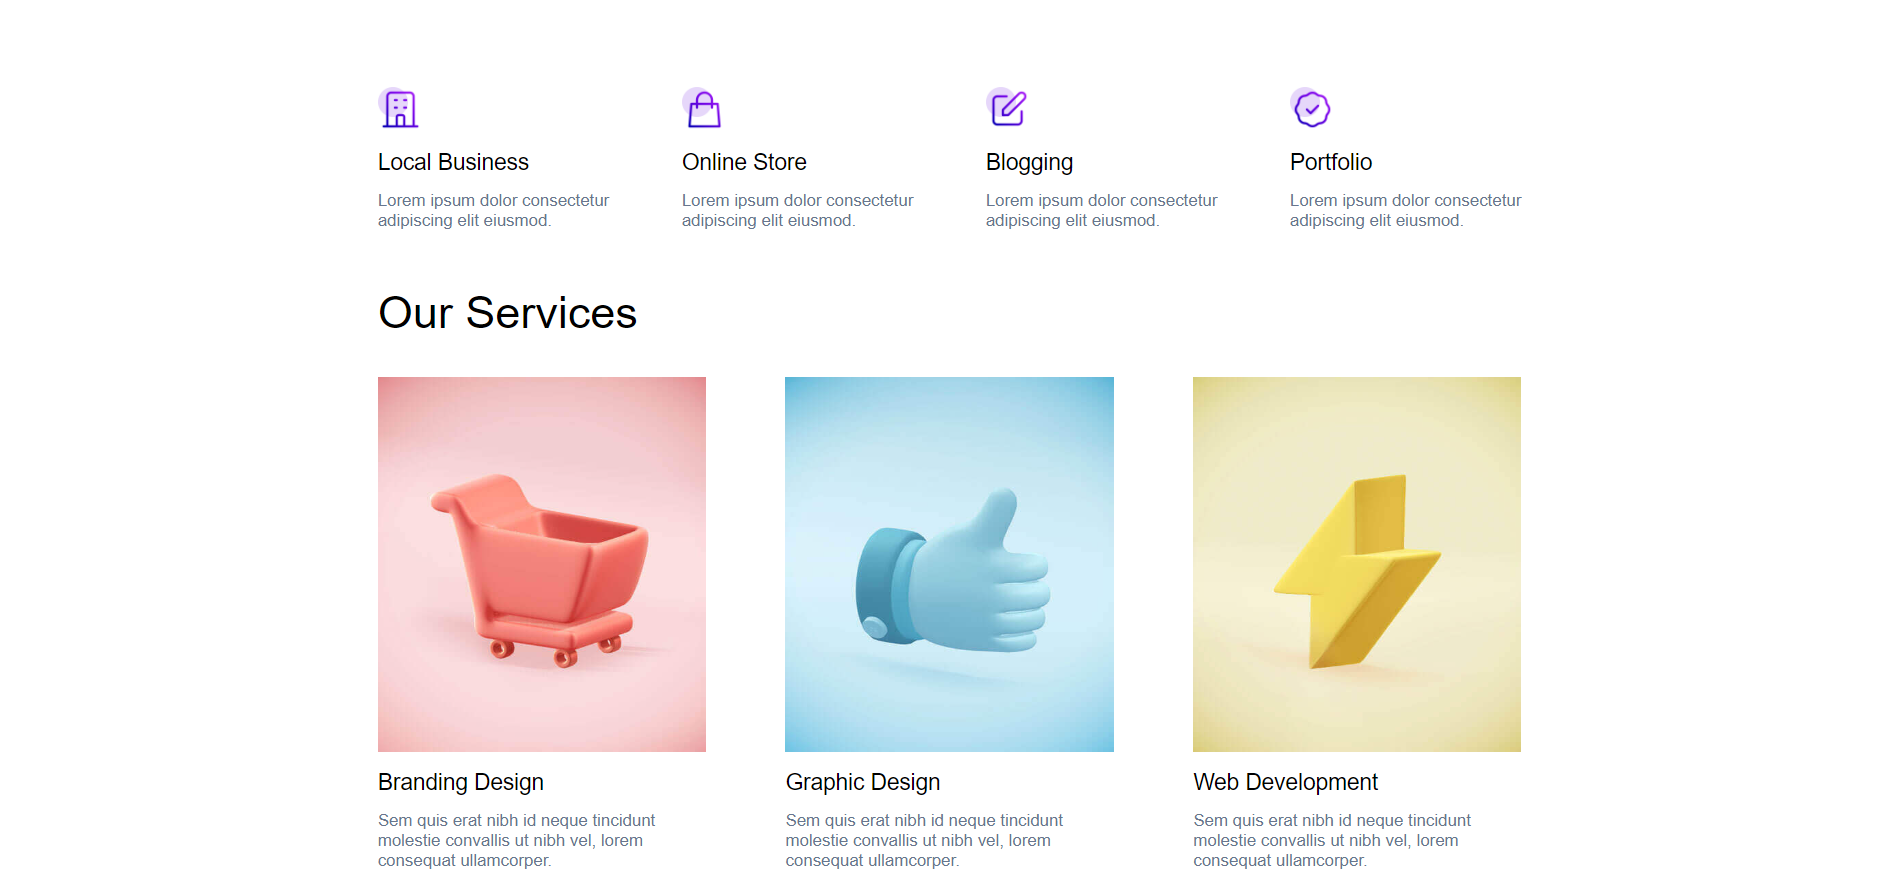 Local Business
Lorem ipsum dolor consectetur
adipiscing elit eiusmod.
Online Store
Lorem ipsum dolor consectetur
adipiscing elit eiusmod.
Blogging
Lorem ipsum dolor consectetur
adipiscing elit eiusmod.
Portfolio
Lorem ipsum dolor consectetur
adipiscing elit eiusmod.
Our Services
Branding Design
Sem quis erat nibh id neque tincidunt
molestie convallis ut nibh vel, lorem
consequat ullamcorper.
Graphic Design
Sem quis erat nibh id neque tincidunt
molestie convallis ut nibh vel, lorem
consequat ullamcorper.
Web Development
Sem quis erat nibh id neque tincidunt
molestie convallis ut nibh vel, lorem
consequat ullamcorper.